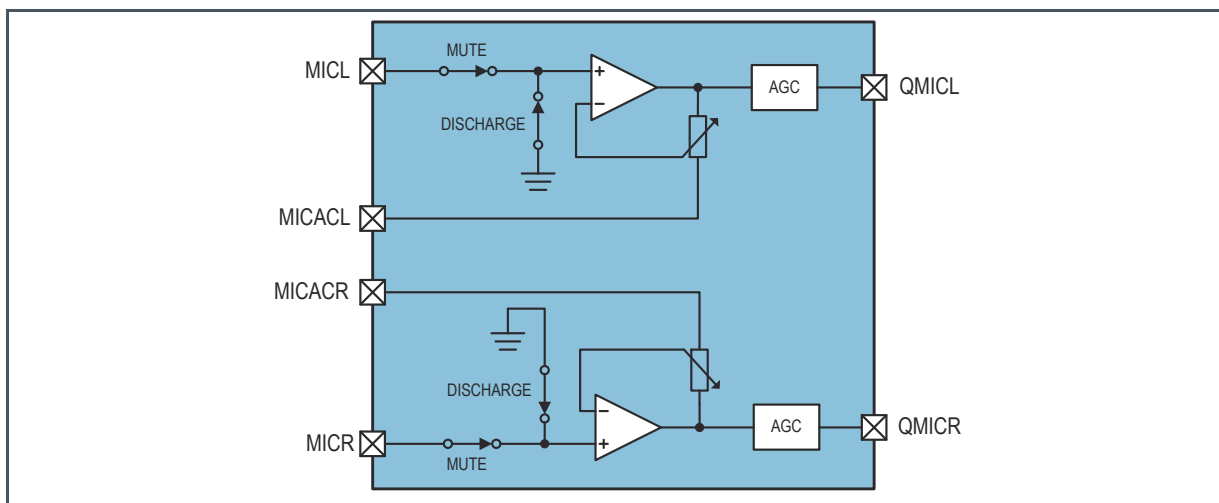 MUTE
MICL
+
−
AGC
QMICL
DISCHARGE
MICACL
MICACR
DISCHARGE
−
AGC
QMICR
MICR
+
MUTE